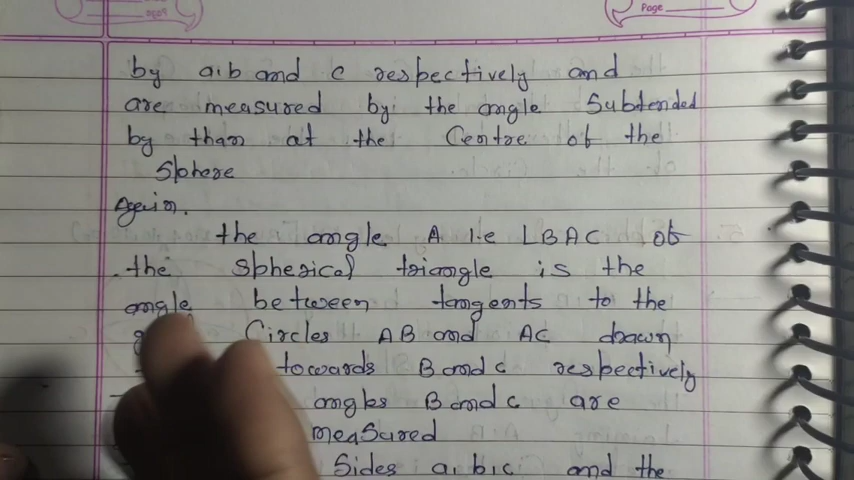 Page
by a,b and c respectively and
are measured by the angle Subtended
by them at the Centre of the
Sphere
Again.
the angle A i.e LBAC of
the spherical triangle is the
angle between tangents to the
Circles AB and AC drawn
towards B and c respectively
angles B and c are
measured
Sides a, b, c and the